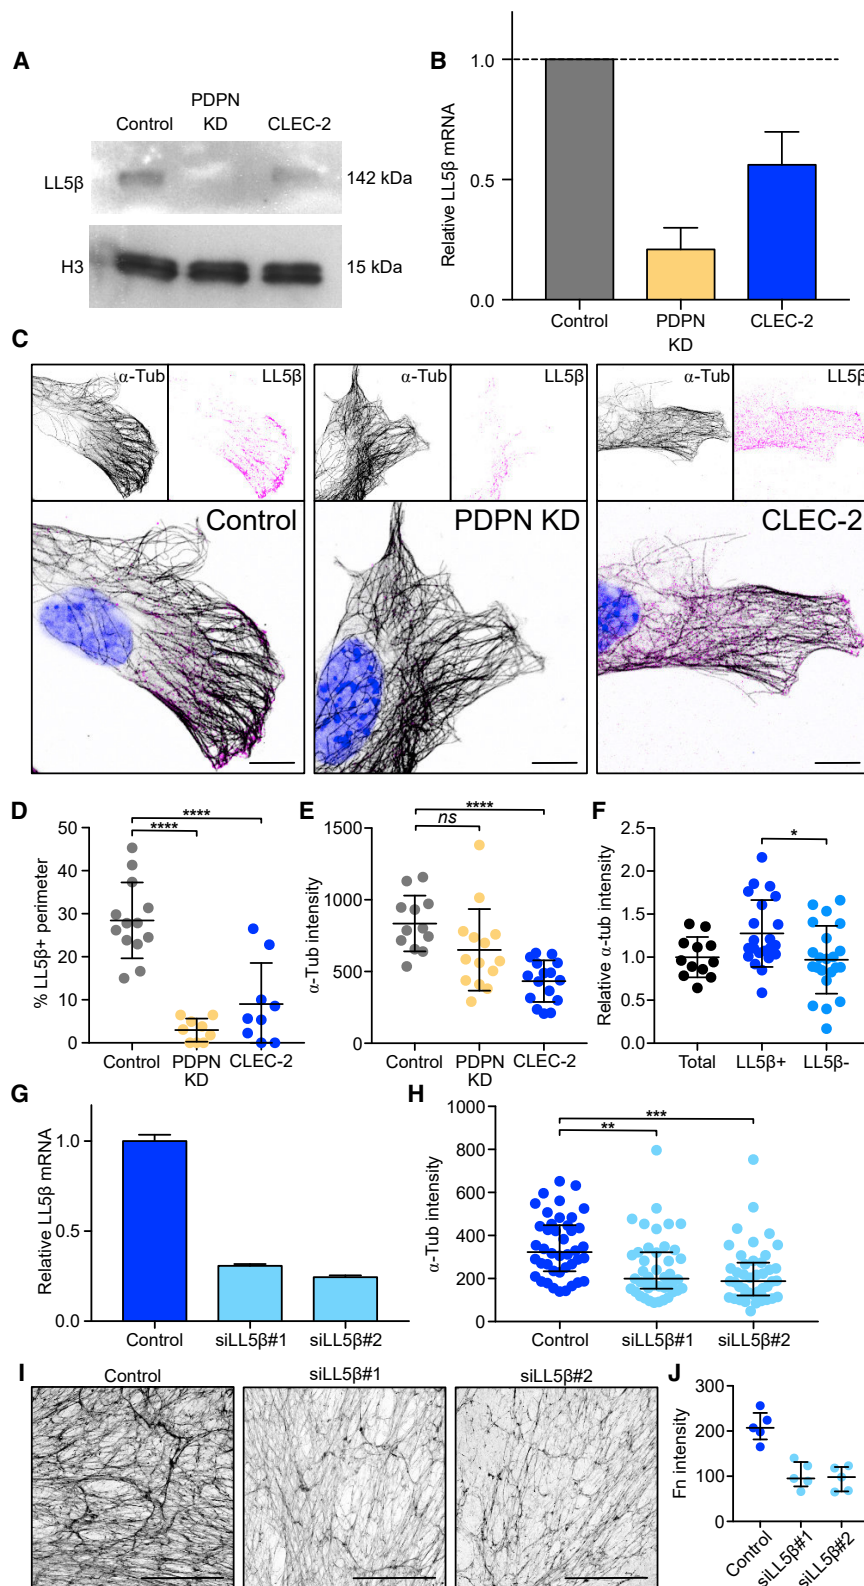 A
Control
PDPN
KD
CLEC-2
LL5β
142 kDa
H3
15 kDa
B
Relative LL5β mRNA
1.0
0.5
0.0
Control
PDPN
KD
CLEC-2
C
α-Tub
LL5β
α-Tub
LL5β
α-Tub
LL5β
Control
PDPN KD
CLEC-2
D
% LL5β+ perimeter
50
40
30
20
10
0
****
****
Control
PDPN
KD
CLEC-2
E
α-Tub intensity
1500
1000
500
0
****
ns
Control
PDPN
KD
CLEC-2
F
Relative α-tub intensity
2.5
2.0
1.5
1.0
0.5
0.0
*
Total
LL5β+
LL5β-
G
Relative LL5β mRNA
1.0
0.5
0.0
Control
siLL5β#1
siLL5β#2
H
α-Tub intensity
1000
800
600
400
200
0
***
**
Control
siLL5β#1
siLL5β#2
I
Control
siLL5β#1
siLL5β#2
J
Fn intensity
300
200
100
0
Control
siLL5β#1
siLL5β#2